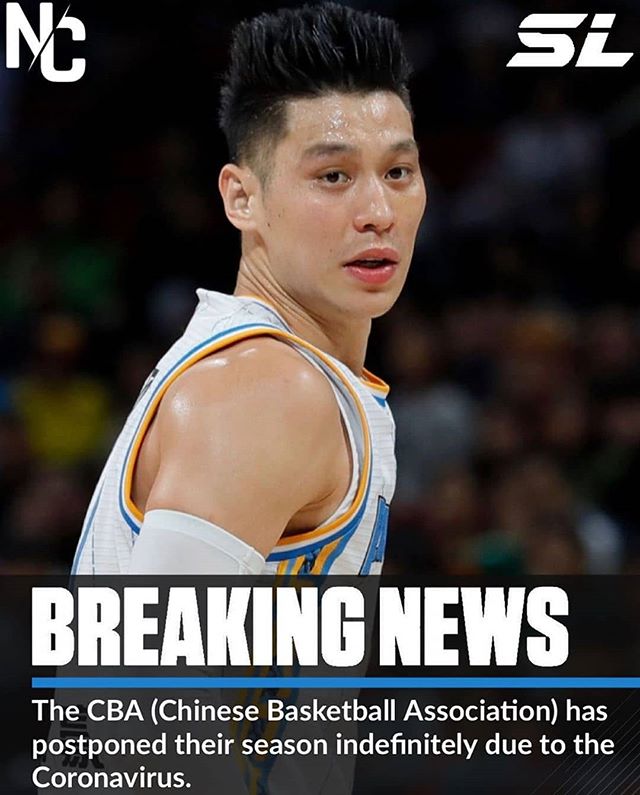 NC
SL
BREAKING NEWS
The CBA (Chinese Basketball Association) has
postponed their season indefinitely due to the
Coronavirus.